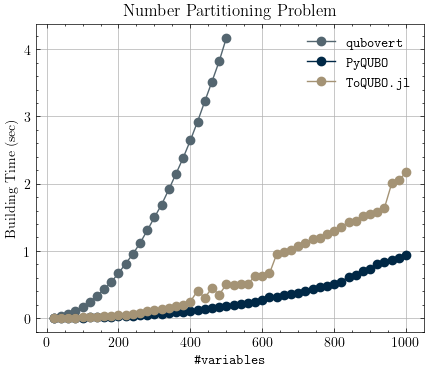 Number Partitioning Problem
Building Time (sec)
4
3
2
1
0
qubovert
PyQUBO
ToQUBO.jl
0 200 400 600 800 1000
#variables